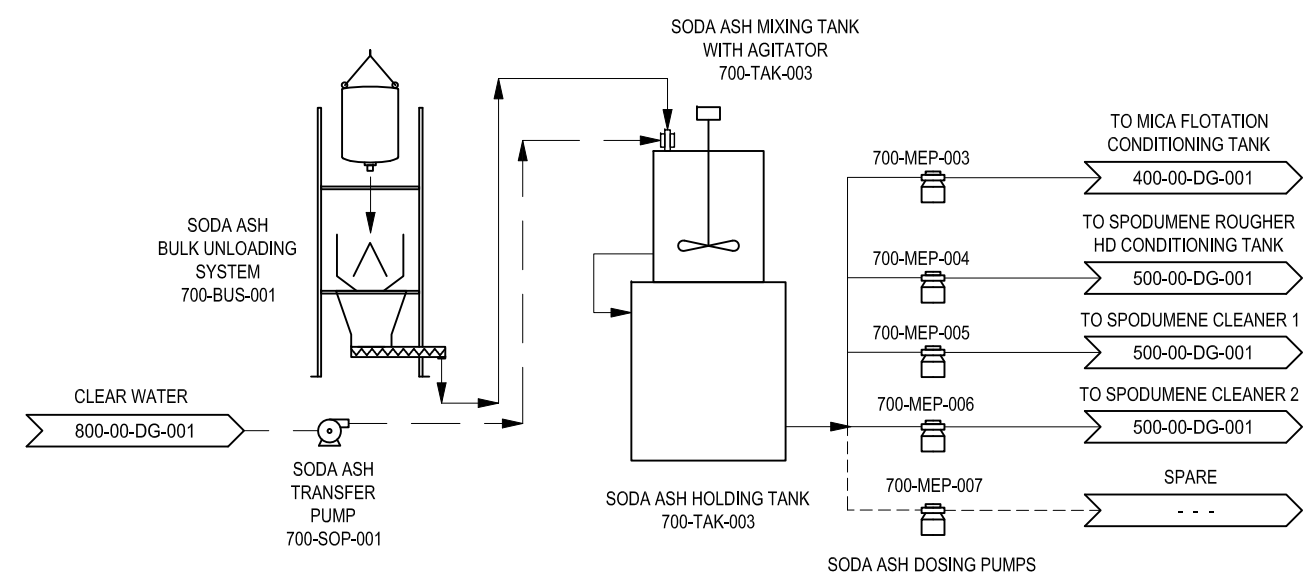 SODA ASH MIXING TANK
WITH AGITATOR
700-TAK-003
SODA ASH
BULK UNLOADING
SYSTEM
700-BUS-001
CLEAR WATER
800-00-DG-001
SODA ASH
TRANSFER
PUMP
700-SOP-001
SODA ASH HOLDING TANK
700-TAK-003
700-MEP-003
TO MICA FLOTATION
CONDITIONING TANK
400-00-DG-001
700-MEP-004
TO SPODUMENE ROUGHER
HD CONDITIONING TANK
500-00-DG-001
700-MEP-005
TO SPODUMENE CLEANER 1
500-00-DG-001
700-MEP-006
TO SPODUMENE CLEANER 2
500-00-DG-001
700-MEP-007
SPARE
- - -
SODA ASH DOSING PUMPS